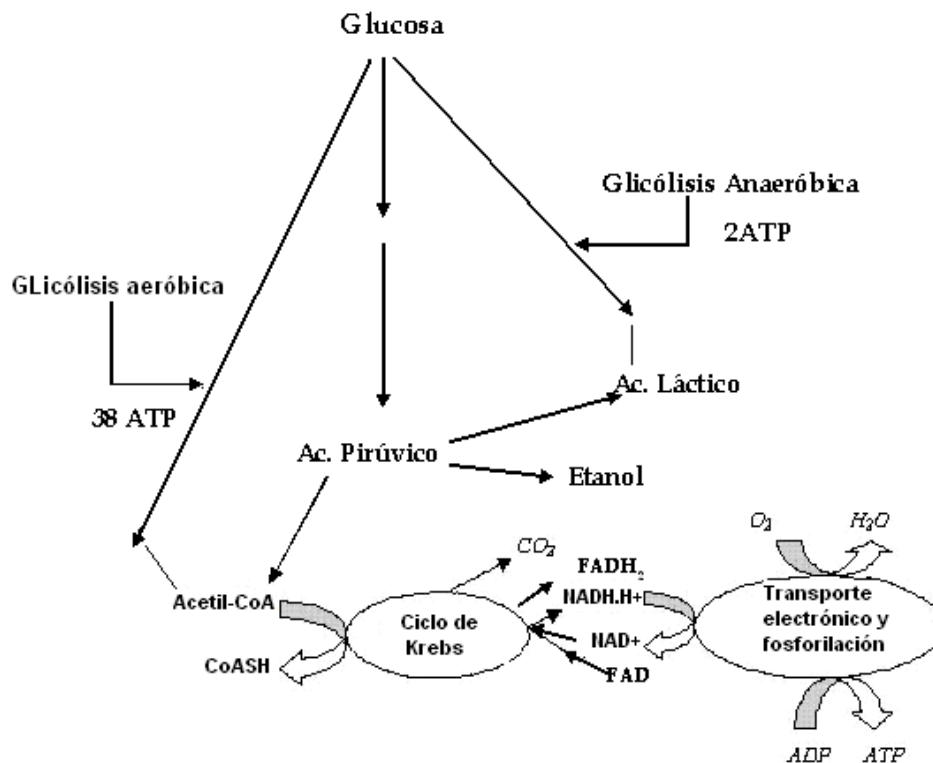 Glucosa
Glicólisis Anaeróbica
2ATP
GLicólisis aeróbica
38 ATP
Ac. Láctico
Ac. Pirúvico
Etanol
O₂
H₂O
CO₂
FADH₂
NADH.H+
Acetil-CoA
Ciclo de
Krebs
NAD+
CoASH
FAD
Transporte
electrónico y
fosforilación
ADP
ATP